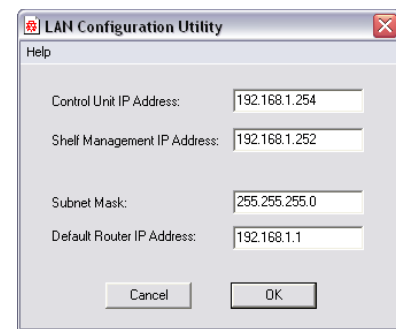 LAN Configuration Utility
Help
Control Unit IP Address: 192.168.1.254
Shelf Management IP Address: 192.168.1.252
Subnet Mask: 255.255.255.0
Default Router IP Address: 192.168.1.1
Cancel OK